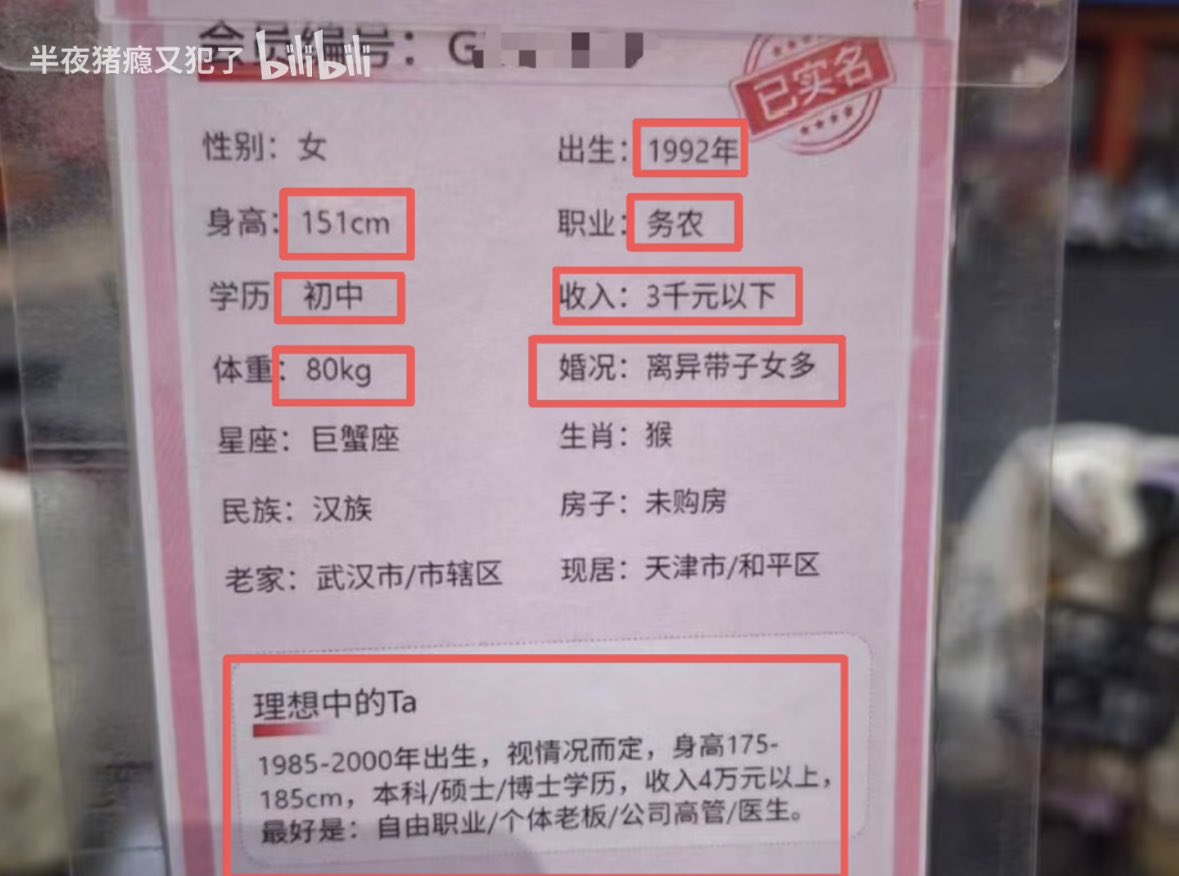 半夜猪瘾又犯了 bilibili
会员编号：G
已实名
性别：女 出生：1992年
身高：151cm 职业：务农
学历 初中 收入：3千元以下
体重：80kg 婚况：离异带子女多
星座：巨蟹座 生肖：猴
民族：汉族 房子：未购房
老家：武汉市/市辖区 现居：天津市/和平区
理想中的Ta
1985-2000年出生，视情况而定，身高175-
185cm，本科/硕士/博士学历，收入4万元以上，
最好是：自由职业/个体老板/公司高管/医生。